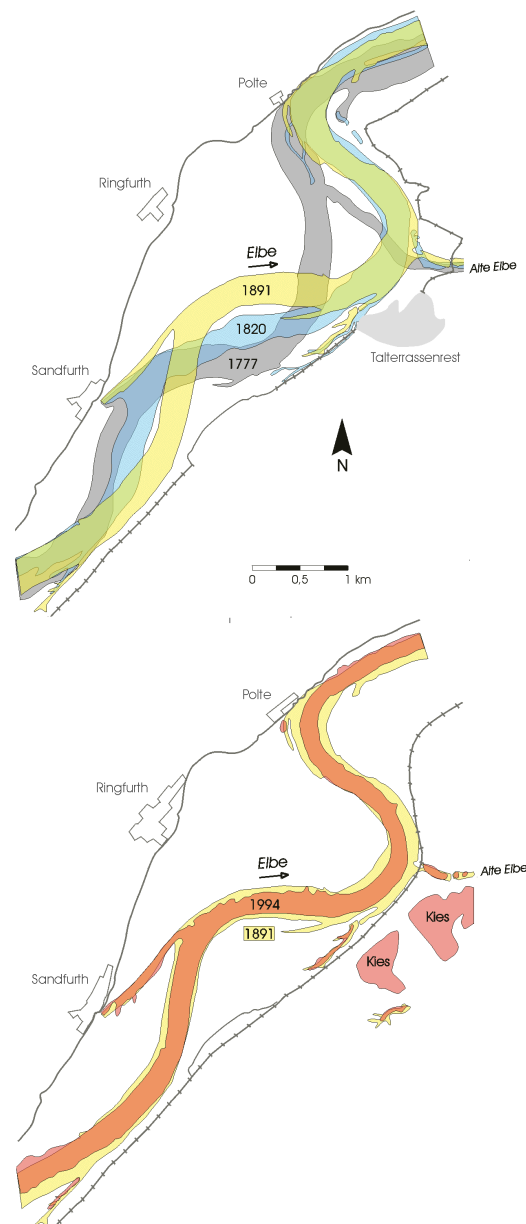 Polte
Ringfurth
Elbe
Alte Elbe
1891
1820
1777
Talterrassenrest
Sandfurth
N
0 0,5 1 km
Polte
Ringfurth
Elbe
Alte Elbe
1994
Kies
1891
Kies
Sandfurth